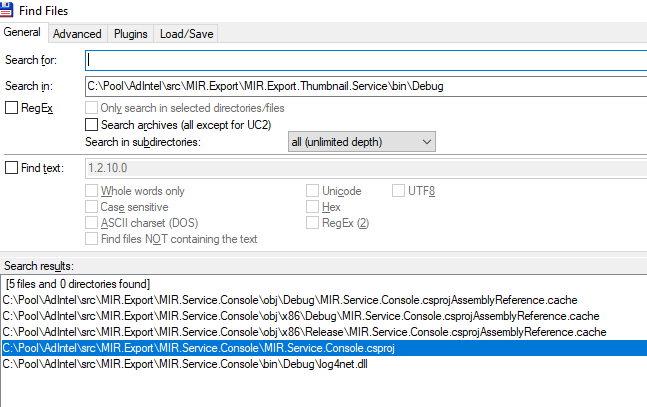 Find Files
General Advanced Plugins Load/Save
Search for:
Search in: C:\Pool\AdIntel\src\MIR.Export\MIR.Export.Thumbnail.Service\bin\Debug
RegEx Only search in selected directories/files
Search archives (all except for UC2)
Search in subdirectories: all (unlimited depth)
Find text: 1.2.10.0
Whole words only Unicode UTF8
Case sensitive Hex
ASCII charset (DOS) RegEx (2)
Find files NOT containing the text
Search results:
[5 files and 0 directories found]
C:\Pool\AdIntel\src\MIR.Export\MIR.Service.Console\obj\Debug\MIR.Service.Console.csprojAssemblyReference.cache
C:\Pool\AdIntel\src\MIR.Export\MIR.Service.Console\obj\x86\Debug\MIR.Service.Console.csprojAssemblyReference.cache
C:\Pool\AdIntel\src\MIR.Export\MIR.Service.Console\obj\x86\Release\MIR.Service.Console.csprojAssemblyReference.cache
C:\Pool\AdIntel\src\MIR.Export\MIR.Service.Console\MIR.Service.Console.csproj
C:\Pool\AdIntel\src\MIR.Export\MIR.Service.Console\bin\Debug\log4net.dll